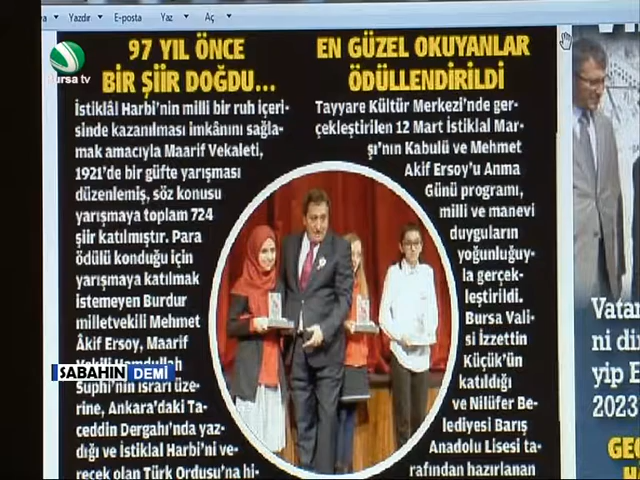 Yazdır
E-posta
Yaz
Aç
Bursa tv
97 YIL ÖNCE
BİR ŞİİR DOĞDU...
İstiklâl Harbi'nin milli bir ruh içeri-
sinde kazanılması imkânını sağla-
mak amacıyla Maarif Vekaleti,
1921'de bir güfte yarışması
düzenlemiş, söz konusu
yarışmaya toplam 724
şiir katılmıştır. Para
ödülü konduğu için
yarışmaya katılmak
istemeyen Burdur
milletvekili Mehmet
Âkif Ersoy, Maarif
Vekili Hamdullah
Suphi'nin ısrarı üze-
rine, Ankara'daki Ta-
ceddin Dergahı'nda yaz-
dığı ve İstiklal Harbi'ni ve-
recek olan Türk Ordusu'na hi-
EN GÜZEL OKUYANLAR
ÖDÜLLENDİRİLDİ
Tayyare Kültür Merkezi'nde ger-
çekleştirilen 12 Mart İstiklal Mar-
şı'nın Kabulü ve Mehmet
Akif Ersoy'u Anma
Günü programı,
milli ve manevi
duyguların
yoğunluğuy-
la gerçek-
leştirildi.
Bursa Vali-
si İzzettin
Küçük'ün
katıldığı
ve Nilüfer Be-
lediyesi Barış
Anadolu Lisesi ta-
rafından hazırlanan
Vatan
ni di
yip E
2023
GEÇ
SABAHIN DEMİ